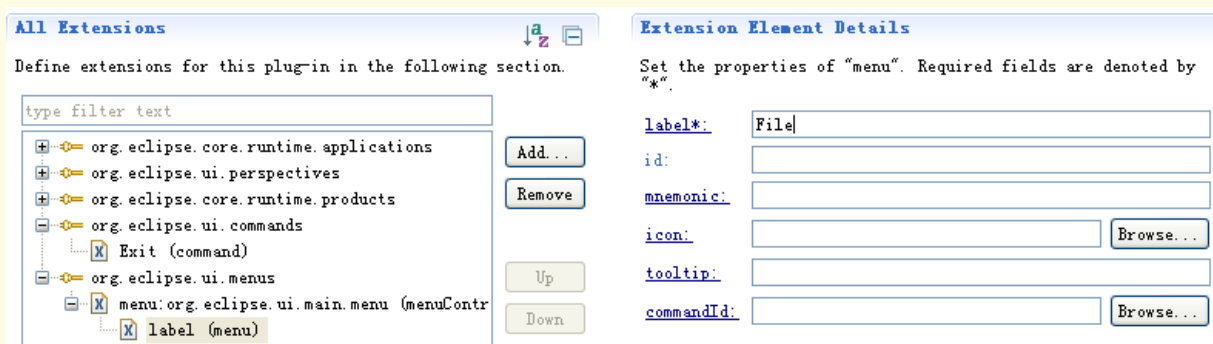 All Extensions
Define extensions for this plug-in in the following section.
type filter text
org.eclipse.core.runtime.applications
org.eclipse.ui.perspectives
org.eclipse.core.runtime.products
org.eclipse.ui.commands
Exit (command)
org.eclipse.ui.menus
menu:org.eclipse.ui.main.menu (menuContr
label (menu)
Add...
Remove
Up
Down
Extension Element Details
Set the properties of "menu". Required fields are denoted by
"*".
label*: File
id:
mnemonic:
icon: Browse...
tooltip:
commandId: Browse...